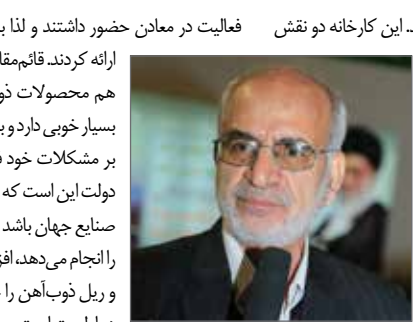 ـ. این کارخانه دو نقش
فعالیت در معادن حضور داشتند و لذا ب
ارائه کردند. قائم‌مقا
هم محصولات ذو
بسیار خوبی دارد و ب
بر مشکلات خود
دولت این است که
صنایع جهان باشد
را انجام می‌دهد، افز
و ریل ذوب‌آهن را